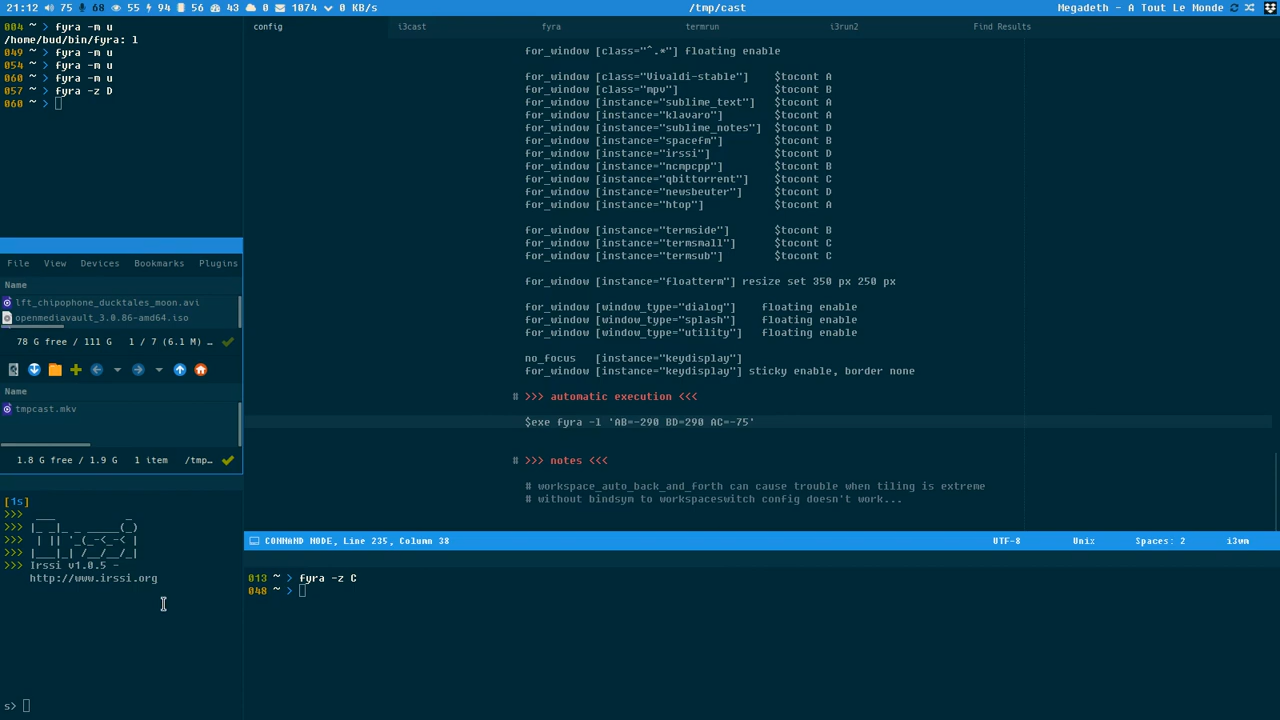 21:12 75 68 55 94 56 43 0 1074 0 KB/s /tmp/cast Megadeth - A Tout Le Monde
004 ~ > fyra -m u
/home/bud/bin/fyra: l
049 ~ > fyra -m u
054 ~ > fyra -m u
060 ~ > fyra -m u
057 ~ > fyra -z D
060 ~ >
File View Devices Bookmarks Plugins
Name
lft_chipophone_ducktales_moon.avi
openmediavault_3.0.86-amd64.iso
78 G free / 111 G 1 / 7 (6.1 M) …
Name
tmpcast.mkv
1.8 G free / 1.9 G 1 item /tmp…
[1s]
>>> ___ _
>>> |_ _|_ _ _____(_)
>>> | || '_(_-<_-< |
>>> |___|_| /__/__/_|
>>> Irssi v1.0.5 -
http://www.irssi.org
s>
config i3cast fyra termrun i3run2 Find Results
for_window [class="^.*"] floating enable
for_window [class="Vivaldi-stable"] $tocont A
for_window [class="mpv"] $tocont B
for_window [instance="sublime_text"] $tocont A
for_window [instance="klavaro"] $tocont A
for_window [instance="sublime_notes"] $tocont D
for_window [instance="spacefm"] $tocont B
for_window [instance="irssi"] $tocont D
for_window [instance="ncmpcpp"] $tocont B
for_window [instance="qbittorrent"] $tocont C
for_window [instance="newsbeuter"] $tocont D
for_window [instance="htop"] $tocont A
for_window [instance="termside"] $tocont B
for_window [instance="termsmall"] $tocont C
for_window [instance="termsub"] $tocont C
for_window [instance="floatterm"] resize set 350 px 250 px
for_window [window_type="dialog"] floating enable
for_window [window_type="splash"] floating enable
for_window [window_type="utility"] floating enable
no_focus [instance="keydisplay"]
for_window [instance="keydisplay"] sticky enable, border none
# >>> automatic execution <<<
$exe fyra -l 'AB=-290 BD=290 AC=-75'
# >>> notes <<<
# workspace_auto_back_and_forth can cause trouble when tiling is extreme
# without bindsym to workspaceswitch config doesn't work...
COMMAND MODE, Line 235, Column 38 UTF-8 Unix Spaces: 2 i3wm
013 ~ > fyra -z C
048 ~ >